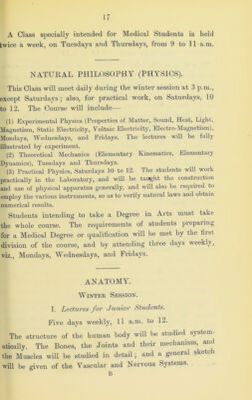 17
A Class specially intended for Medical Students is held
twice a week, on Tuesdays and Thursdays, from 9 to 11 a.m.
NATURAL PHILOSOPHY (PHYSICS).
This Class will meet daily during the winter session at 3 p.m.,
except Saturdays; also, for practical work, on Saturdays, 10
to 12. The Course will include—
(1) Experimental Physics (Properties of Matter, Sound, Heat, Light,
Magnetism, Static Electricity, Voltaic Electricity, Electro-Magnetism),
Mondays, Wednesdays, and Fridays. The lectures will be fully
illustrated by experiment.
(2) Theoretical Mechanics (Elementary Kinematics, Elementary
Dynamics), Tuesdays and Thursdays.
(3) Practical Physics, Saturdays 10 to 12. The students will work
practically in the Laboratory, and will be taught the construction
and use of physical apparatus generally, and will also be required to
employ the various instruments, so as to verify natural laws and obtain
numerical results.
Students intending to take a Degree in Arts must take
the whole course. The requirements of students preparing
for a Medical Degree or qualification will be met by the first
division of the course, and by attending three days weekly,
viz., Mondays, Wednesdays, and Fridays.
ANATOMY.
Winter Session.
I. Lectures for Junior Students.
Five days weekly, 11 a.m. to 12.
The structure of the human body will be studied system-
atically. The Bones, the Joints and their mechanism, and
the Muscles will be studied in detail; and a general sketch
will be given of the Vascular and Nervous Systems.
B